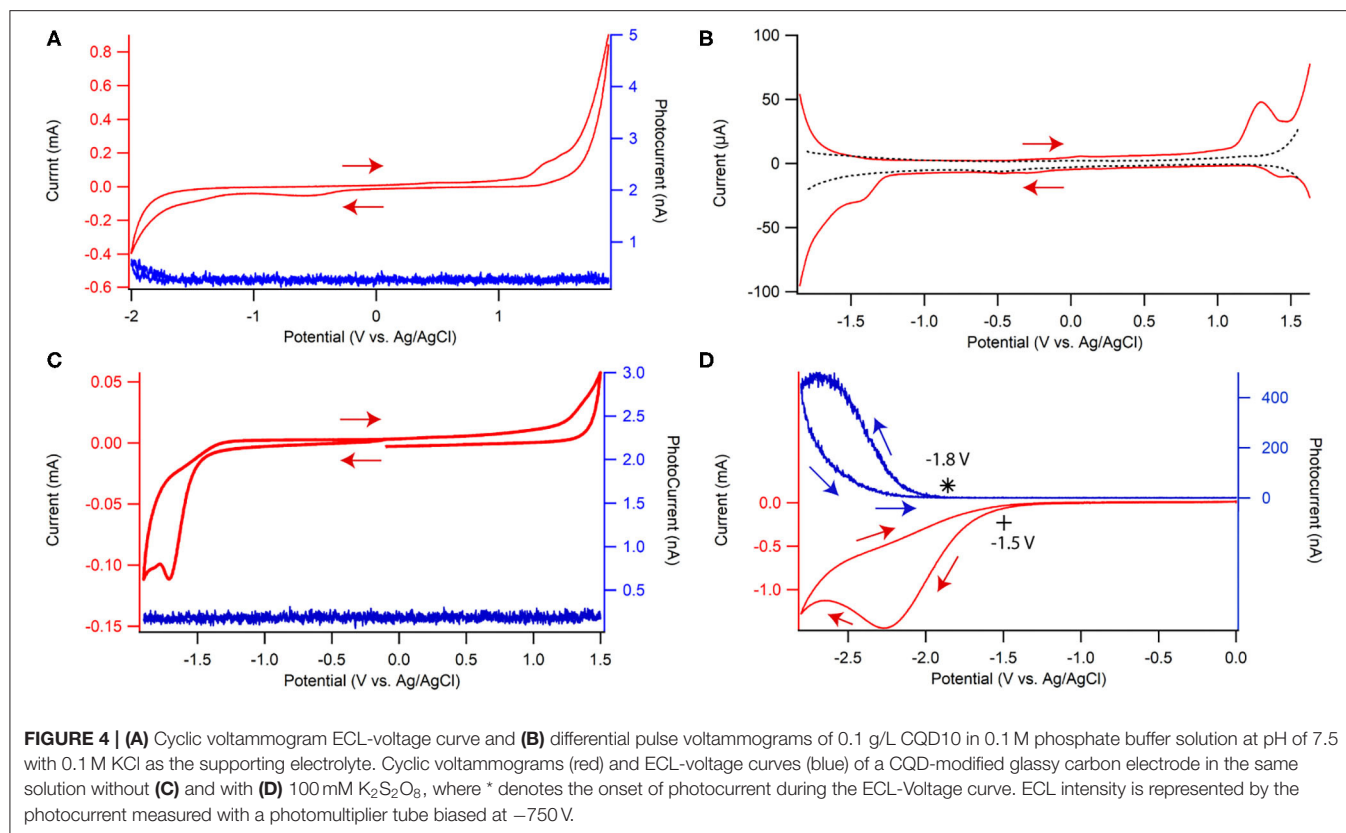 A
0.8
0.6
0.4
0.2
0.0
-0.2
-0.4
-0.6
Currnt (mA)
5
4
3
2
1
Photocurrent (nA)
-2
-1
0
1
Potential (V vs. Ag/AgCl)
B
100
50
0
-50
-100
Current (µA)
-1.5
-1.0
-0.5
0.0
0.5
1.0
1.5
Potential (V vs. Ag/AgCl)
C
0.05
0.00
-0.05
-0.10
-0.15
Current (mA)
3.0
2.5
2.0
1.5
1.0
0.5
PhotoCurrent (nA)
-1.5
-1.0
-0.5
0.0
0.5
1.0
1.5
Potential (V vs. Ag/AgCl)
D
0.0
-0.5
-1.0
Current (mA)
400
200
0
Photocurrent (nA)
-1.8 V
*
+
-1.5 V
-2.5
-2.0
-1.5
-1.0
-0.5
0.0
Potential (V vs. Ag/AgCl)
FIGURE 4 | (A) Cyclic voltammogram ECL-voltage curve and (B) differential pulse voltammograms of 0.1 g/L CQD10 in 0.1 M phosphate buffer solution at pH of 7.5
with 0.1 M KCl as the supporting electrolyte. Cyclic voltammograms (red) and ECL-voltage curves (blue) of a CQD-modified glassy carbon electrode in the same
solution without (C) and with (D) 100 mM K₂S₂O₈, where * denotes the onset of photocurrent during the ECL-Voltage curve. ECL intensity is represented by the
photocurrent measured with a photomultiplier tube biased at −750 V.